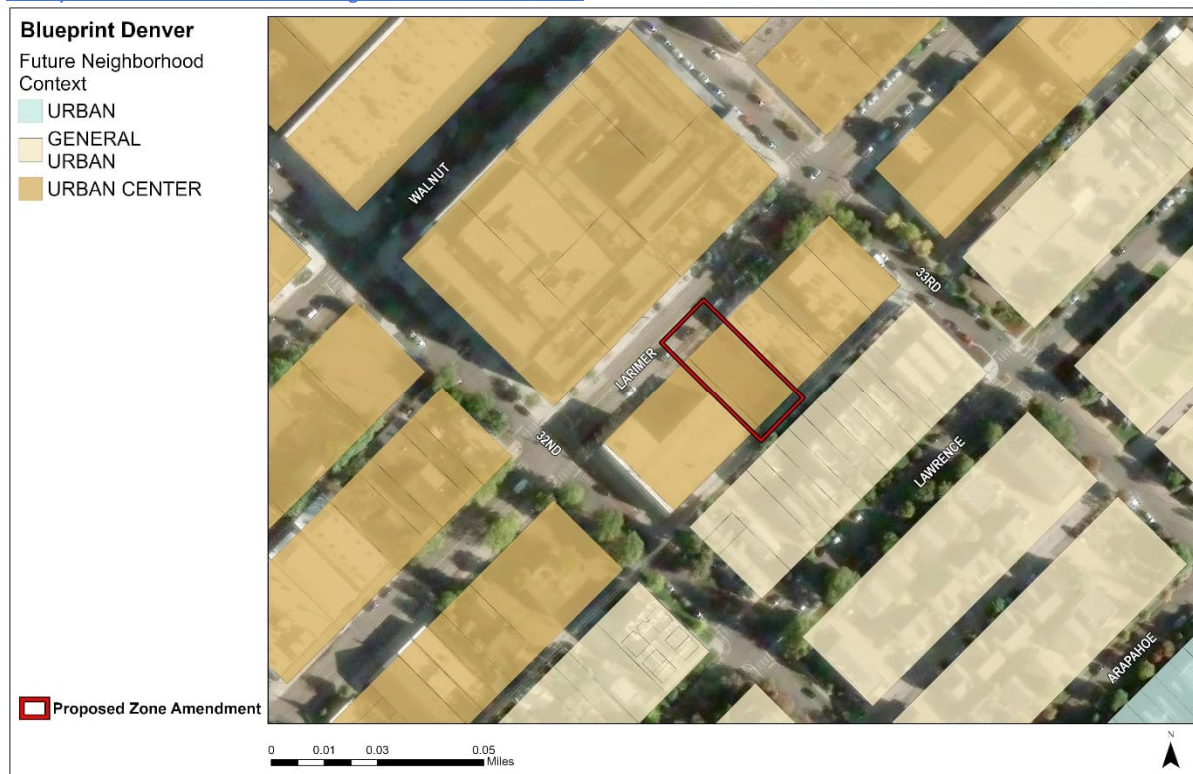 Blueprint Denver
Future Neighborhood
Context
URBAN
GENERAL
URBAN
URBAN CENTER
WALNUT
33RD
LARIMER
32ND
LAWRENCE
ARAPAHOE
Proposed Zone Amendment
0 0.01 0.03 0.05
Miles
N